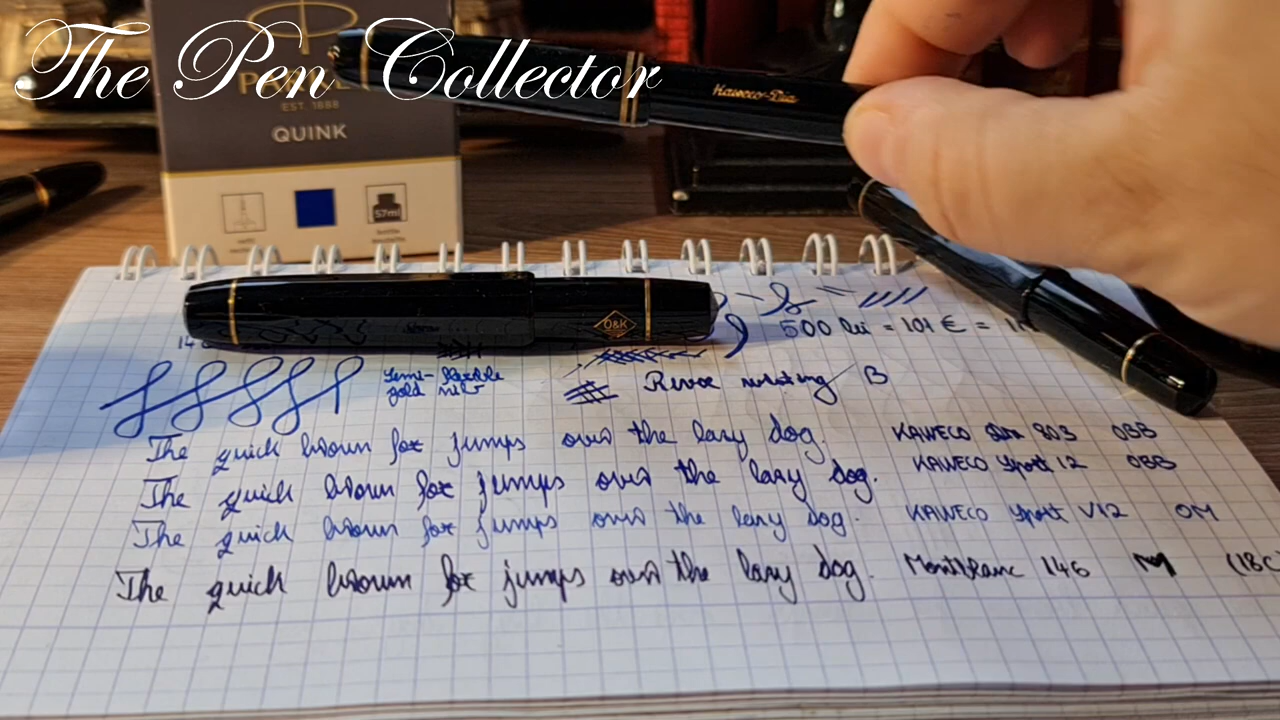 The Pen Collector
PARKE
EST. 1888
QUINK
57ml
Kaweco-Dia
O&K
500 lei = 101 € =
Semi-flexible
gold nib
B
The quick brown fox jumps over the lazy dog. KAWECO Dia 803 OBB
KAWECO Sport 12 OBB
The quick brown fox jumps over the lazy dog.
The quick brown fox jumps over the lazy dog. KAWECO Sport V12 OM
The quick brown fox jumps over the lazy dog. Montblanc 146 M (18C